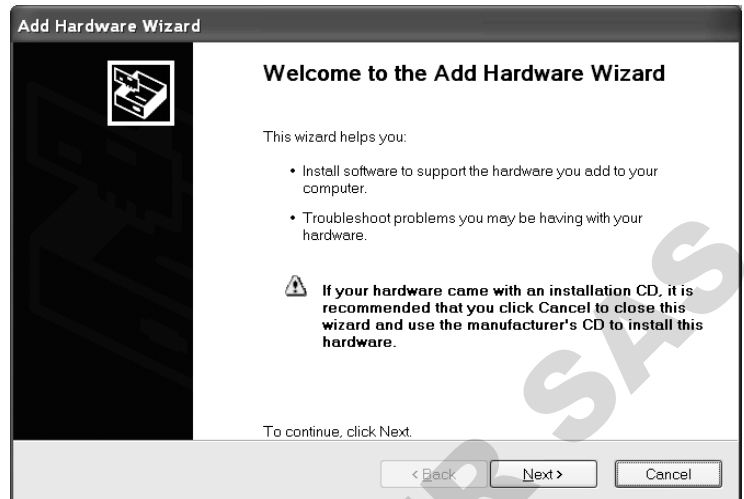 Add Hardware Wizard
Welcome to the Add Hardware Wizard
This wizard helps you:
• Install software to support the hardware you add to your
computer.
• Troubleshoot problems you may be having with your
hardware.
If your hardware came with an installation CD, it is
recommended that you click Cancel to close this
wizard and use the manufacturer's CD to install this
hardware.
To continue, click Next.
< Back
Next >
Cancel
SAS